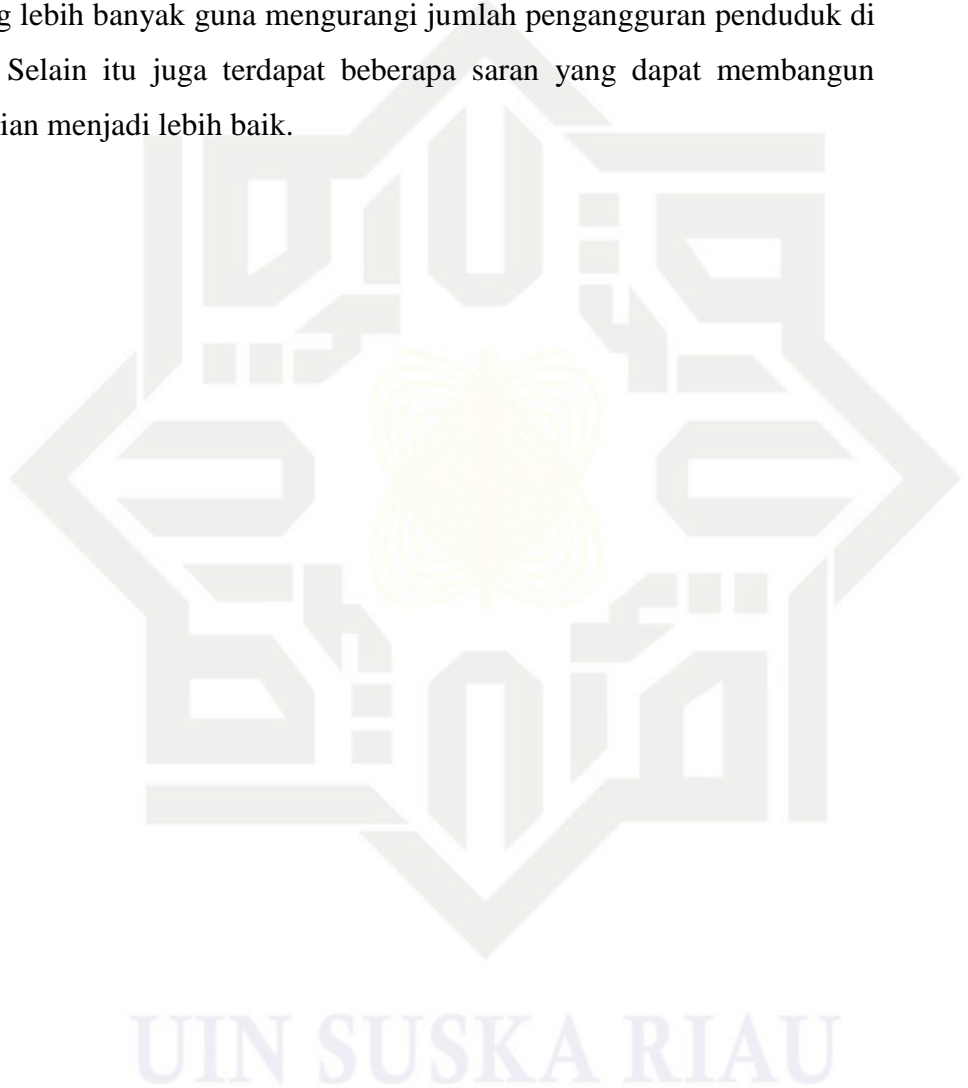 g lebih banyak guna mengurangi jumlah pengangguran penduduk di
Selain itu juga terdapat beberapa saran yang dapat membangun
ian menjadi lebih baik.
UIN SUSKA RIAU